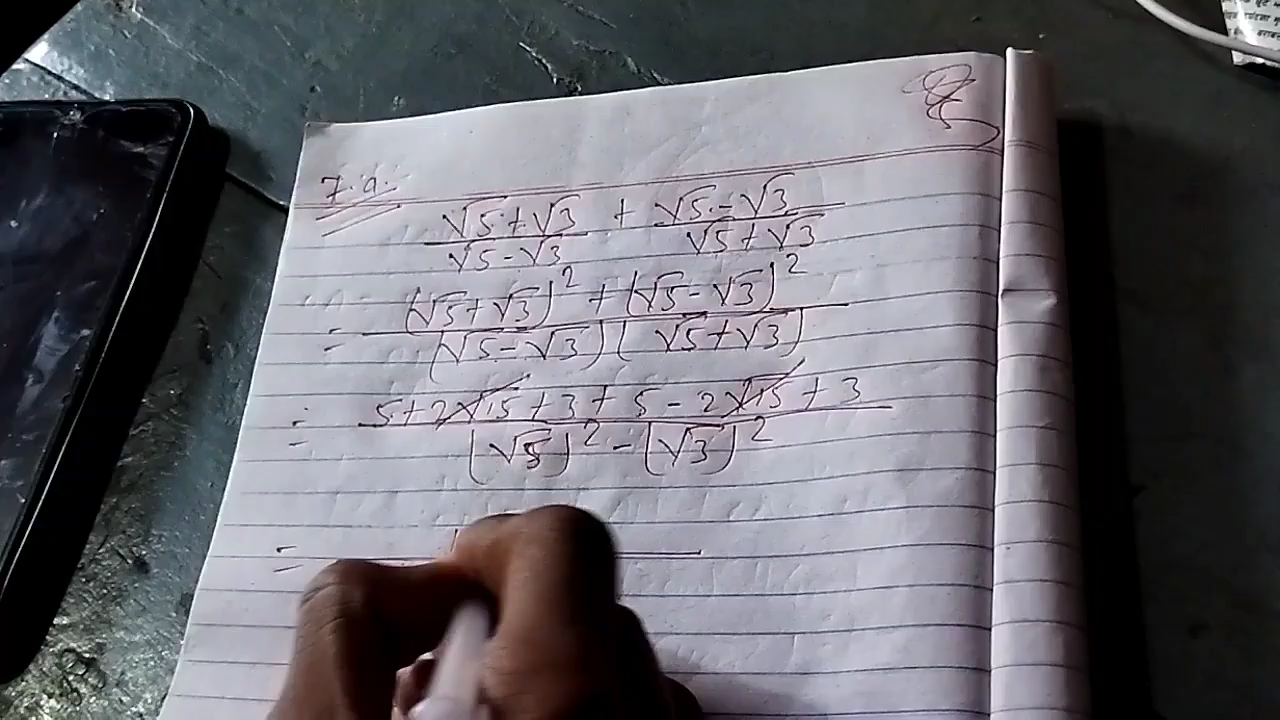 7.a.
(√5+√3)/(√5-√3) + (√5-√3)/(√5+√3)
= ((√5+√3)² + (√5-√3)²)/((√5-√3)(√5+√3))
= (5+2√15+3+5-2√15+3)/((√5)²-(√3)²)
=